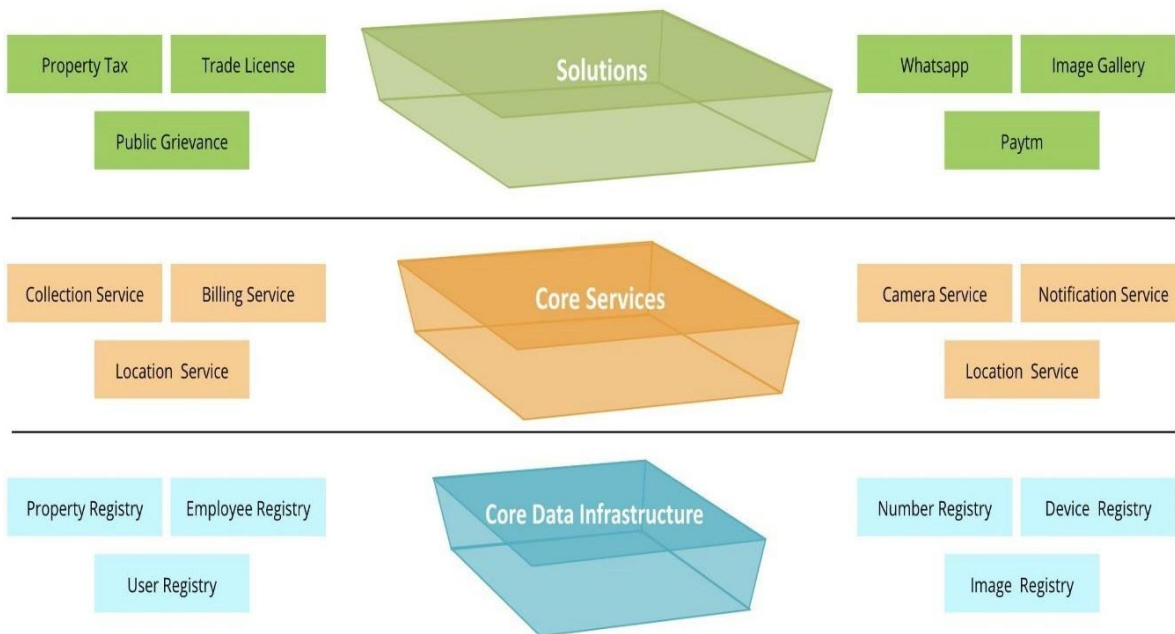 Property Tax
Trade License
Public Grievance
Solutions
Whatsapp
Image Gallery
Paytm
Collection Service
Billing Service
Location Service
Core Services
Camera Service
Notification Service
Location Service
Property Registry
Employee Registry
User Registry
Core Data Infrastructure
Number Registry
Device Registry
Image Registry